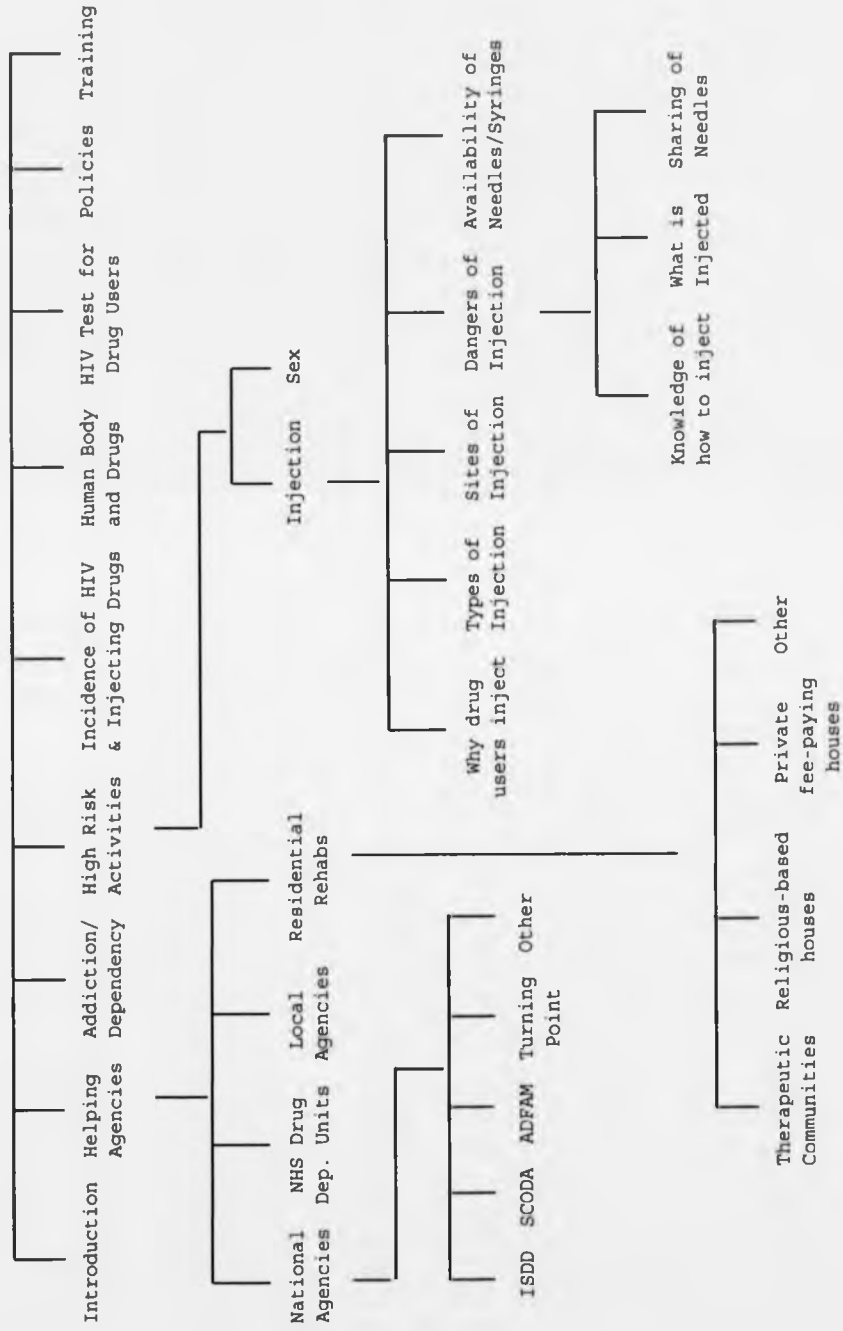 Introduction
Helping
Agencies
Addiction/
Dependency
High Risk
Activities
Incidence of HIV
& Injecting Drugs
Human Body
and Drugs
HIV Test for
Drug Users
Policies
Training
National
Agencies
NHS Drug
Dep. Units
Local
Agencies
Residential
Rehabs
Injection
Sex
ISDD
SCODA
ADFAM
Turning
Point
Other
Why drug
users inject
Types of
Injection
Sites of
Injection
Dangers of
Injection
Availability of
Needles/Syringes
Knowledge of
how to inject
What is
Injected
Sharing of
Needles
Therapeutic
Communities
Religious-based
houses
Private
fee-paying
houses
Other